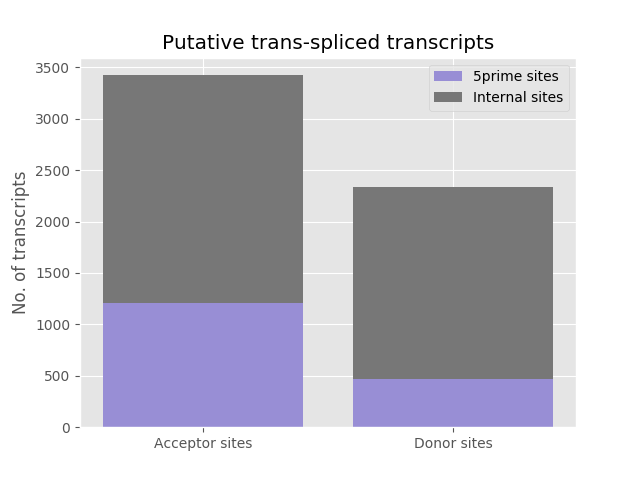 Putative trans-spliced transcripts
3500
3000
2500
2000
1500
1000
500
0
No. of transcripts
5prime sites
Internal sites
Acceptor sites
Donor sites